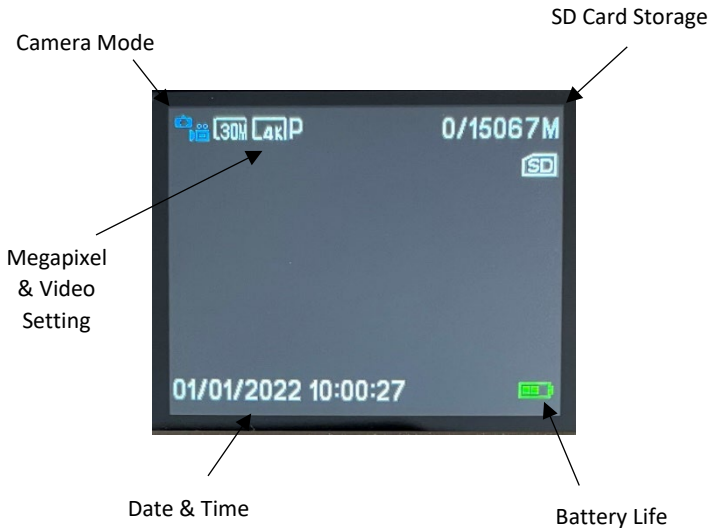 SD Card Storage
Camera Mode
30M 4K P 0/15067M
SD
Megapixel
& Video
Setting
01/01/2022 10:00:27
Date & Time
Battery Life